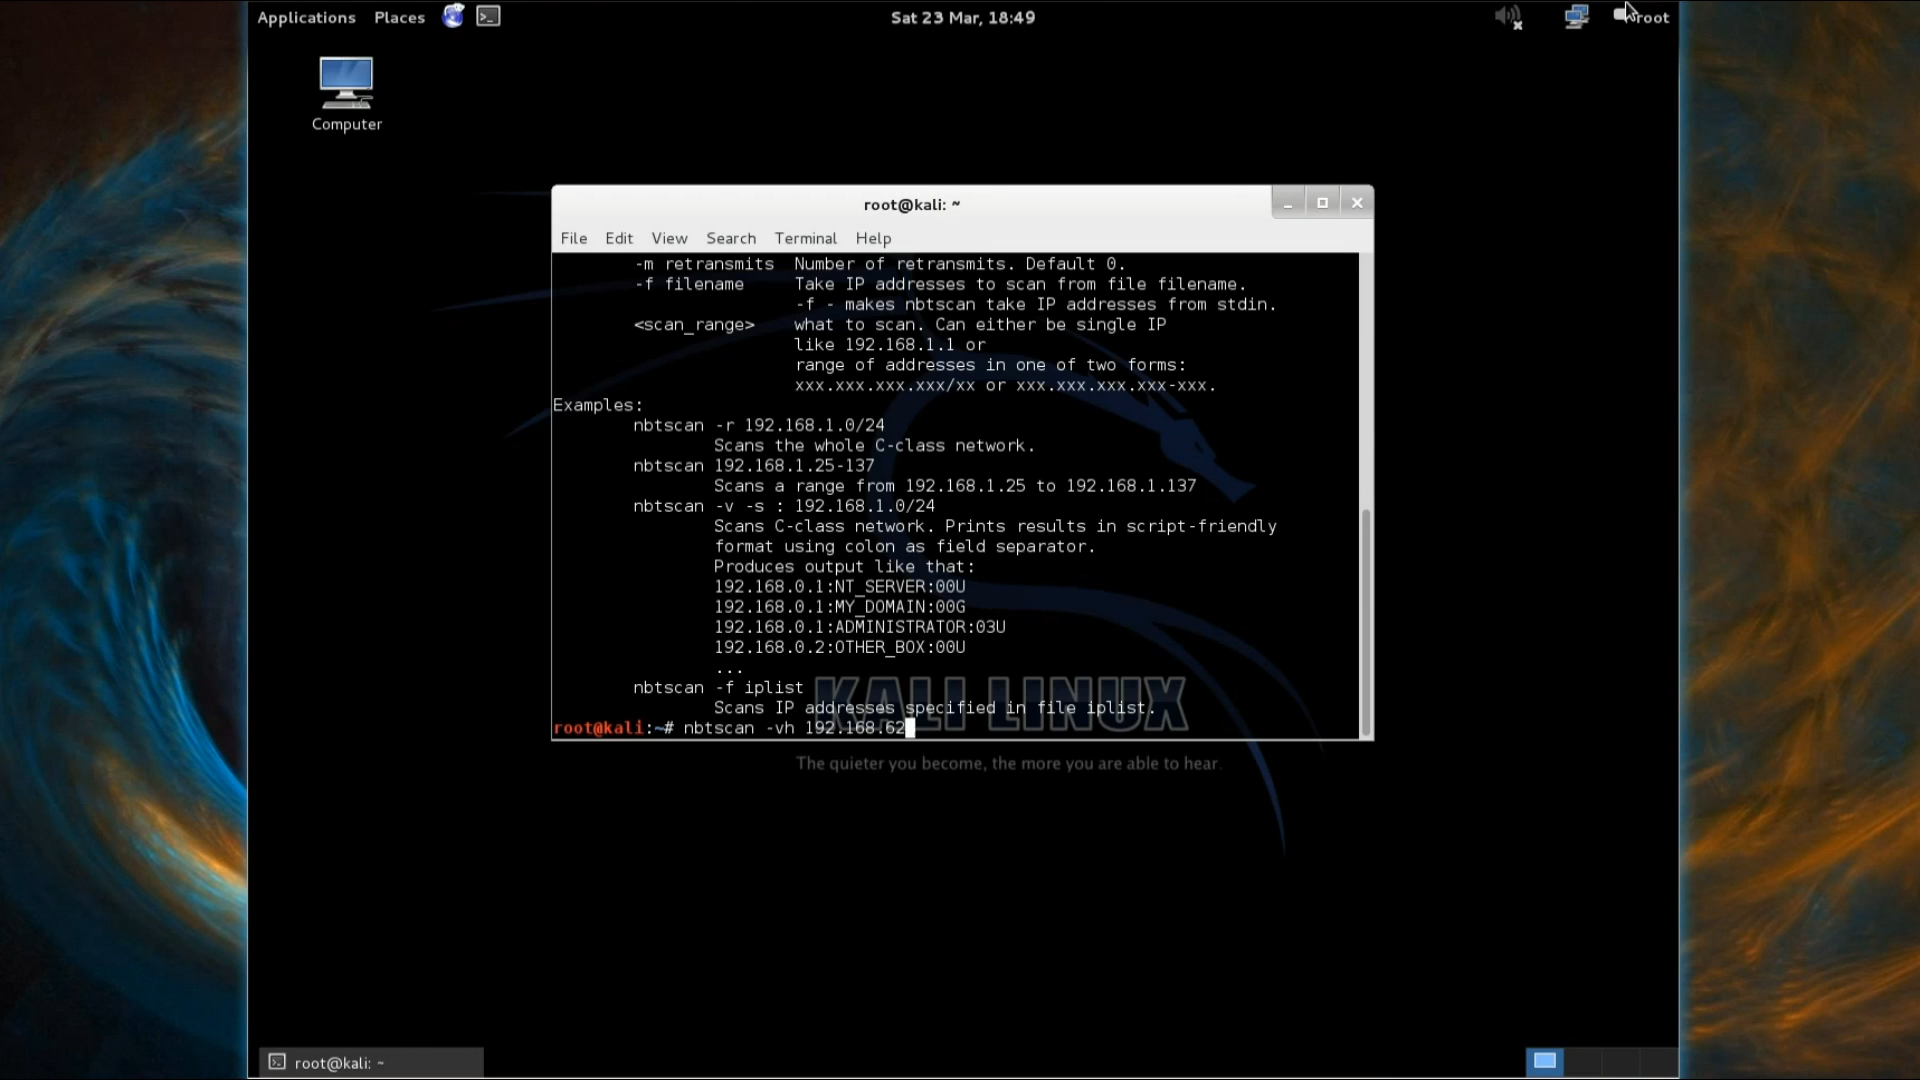 Applications Places Sat 23 Mar, 18:49 root
Computer
root@kali: ~
File Edit View Search Terminal Help
-m retransmits Number of retransmits. Default 0.
-f filename Take IP addresses to scan from file filename.
-f - makes nbtscan take IP addresses from stdin.
<scan_range> what to scan. Can either be single IP
like 192.168.1.1 or
range of addresses in one of two forms:
xxx.xxx.xxx.xxx/xx or xxx.xxx.xxx.xxx-xxx.
Examples:
nbtscan -r 192.168.1.0/24
Scans the whole C-class network.
nbtscan 192.168.1.25-137
Scans a range from 192.168.1.25 to 192.168.1.137
nbtscan -v -s : 192.168.1.0/24
Scans C-class network. Prints results in script-friendly
format using colon as field separator.
Produces output like that:
192.168.0.1:NT_SERVER:00U
192.168.0.1:MY_DOMAIN:00G
192.168.0.1:ADMINISTRATOR:03U
192.168.0.2:OTHER_BOX:00U
...
nbtscan -f iplist
Scans IP addresses specified in file iplist.
root@kali:~# nbtscan -vh 192.168.62
KALI LINUX
The quieter you become, the more you are able to hear.
root@kali: ~